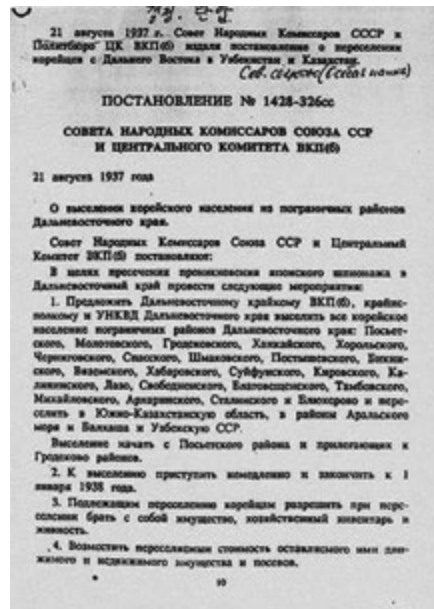 21 августа 1937 г. Совет Народных Комиссаров СССР и
Политбюро ЦК ВКП(б) издали постановление о переселении
корейцев с Дальнего Востока в Узбекистан и Казахстан.
ПОСТАНОВЛЕНИЕ № 1428-326сс
СОВЕТА НАРОДНЫХ КОМИССАРОВ СОЮЗА ССР
И ЦЕНТРАЛЬНОГО КОМИТЕТА ВКП(б)
21 августа 1937 года
О выселении корейского населения из пограничных районов
Дальневосточного края.
Совет Народных Комиссаров Союза ССР и Центральный
Комитет ВКП(б) постановляют:
В целях пресечения проникновения японского шпионажа в
Дальневосточный край провести следующие мероприятия:
1. Предложить Дальневосточному крайкому ВКП(б), крайис-
полкому и УНКВД Дальневосточного края выселить все корейское
население пограничных районов Дальневосточного края: Посьет-
ского, Молотовского, Гродековского, Ханкайского, Хорольского,
Черниговского, Спасского, Шмаковского, Постышевского, Бикин-
ского, Вяземского, Хабаровского, Суйфунского, Кировского, Ка-
лининского, Лазо, Свободненского, Благовещенского, Тамбовского,
Михайловского, Архаринского, Сталинского и Блюхерово и пере-
селить в Южно-Казахстанскую область, в районы Аральского
моря и Балхаша и Узбекскую ССР.
Выселение начать с Посьетского района и прилегающих к
Гродеково районов.
2. К выселению приступить немедленно и закончить к 1
января 1938 года.
3. Подлежащим переселению корейцам разрешить при пере-
селении брать с собой имущество, хозяйственный инвентарь и
живность.
4. Возместить переселяемым стоимость оставляемого ими дви-
жимого и недвижимого имущества и посевов.
10